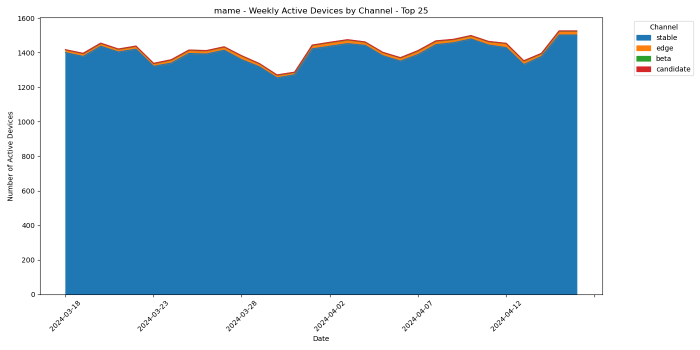 mame - Weekly Active Devices by Channel - Top 25
Number of Active Devices
1600
1400
1200
1000
800
600
400
200
0
2024-03-18
2024-03-23
2024-03-28
2024-04-02
2024-04-07
2024-04-12
Date
Channel
stable
edge
beta
candidate